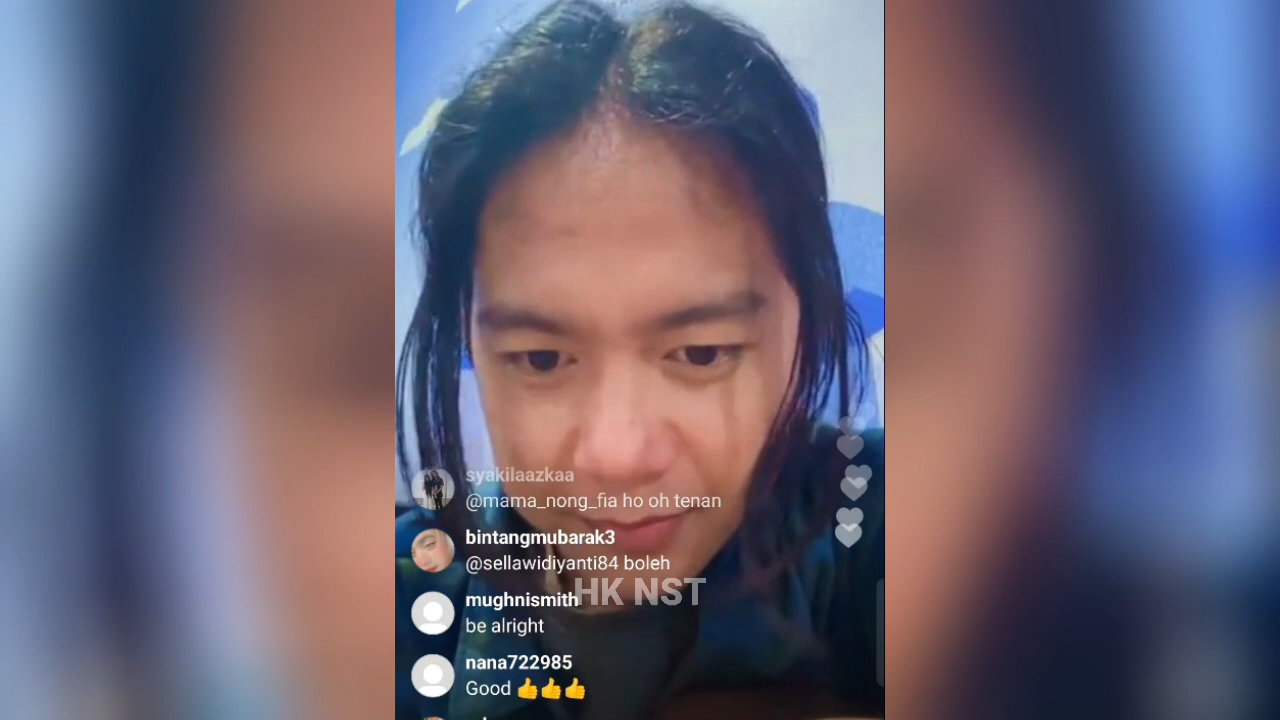 syakilaazkaa
@mama_nong_fia ho oh tenan
bintangmubarak3
@sellawidiyanti84 boleh
HK NST
mughnismith
be alright
nana722985
Good 👍👍👍